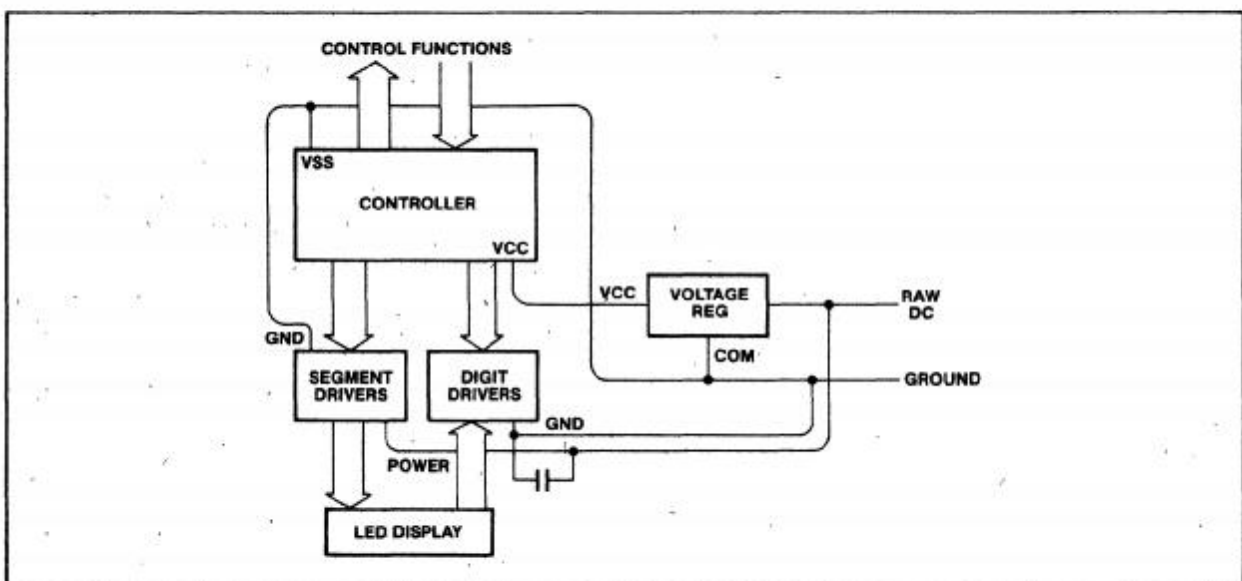 CONTROL FUNCTIONS
VSS
CONTROLLER
VCC
VCC
VOLTAGE
REG
RAW
DC
COM
GROUND
GND
SEGMENT
DRIVERS
DIGIT
DRIVERS
GND
POWER
LED DISPLAY